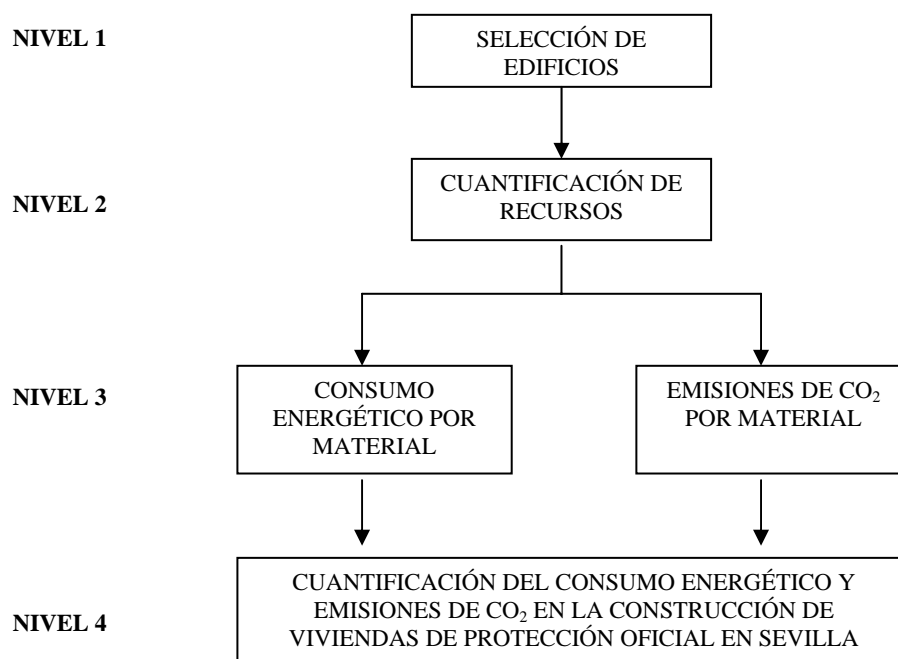 NIVEL 1
SELECCIÓN DE
EDIFICIOS
NIVEL 2
CUANTIFICACIÓN DE
RECURSOS
NIVEL 3
CONSUMO
ENERGÉTICO POR
MATERIAL
EMISIONES DE CO₂
POR MATERIAL
NIVEL 4
CUANTIFICACIÓN DEL CONSUMO ENERGÉTICO Y
EMISIONES DE CO₂ EN LA CONSTRUCCIÓN DE
VIVIENDAS DE PROTECCIÓN OFICIAL EN SEVILLA